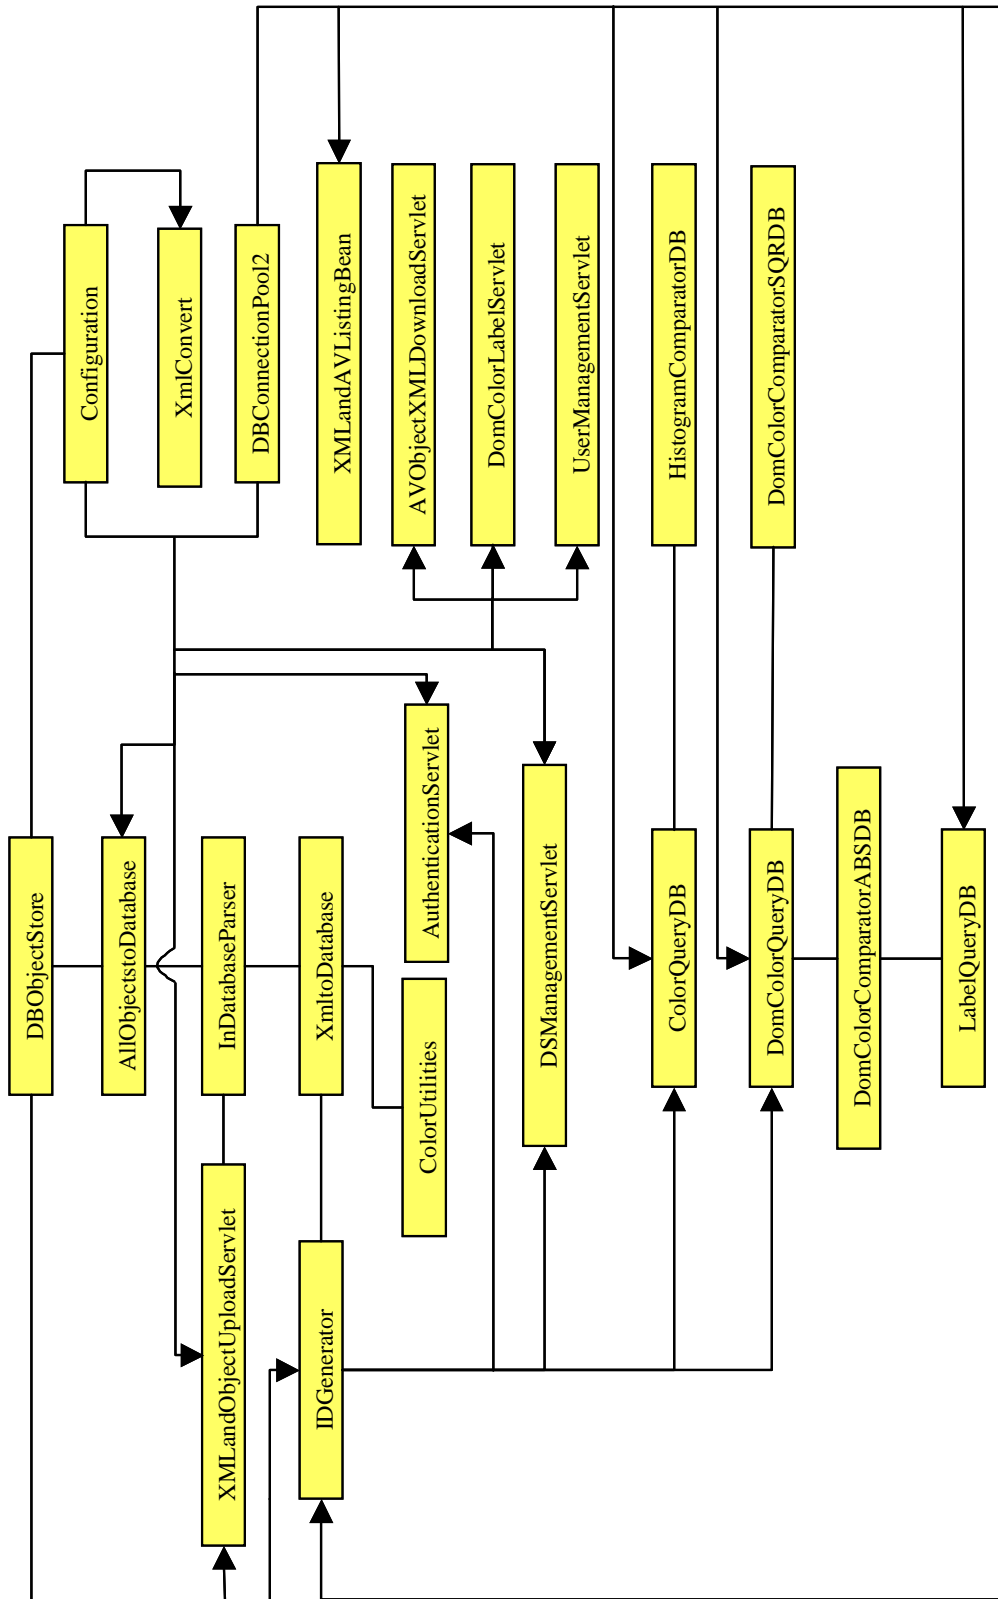 DBObjectStore
Configuration
AllObjectstoDatabase
XmlConvert
XMLandObjectUploadServlet
InDatabaseParser
DBConnectionPool2
IDGenerator
XmltoDatabase
XMLandAVListingBean
ColorUtilities
AuthenticationServlet
AVObjectXMLDownloadServlet
DomColorLabelServlet
DSManagementServlet
UserManagementServlet
ColorQueryDB
HistogramComparatorDB
DomColorQueryDB
DomColorComparatorSQRDB
DomColorComparatorABSDB
LabelQueryDB